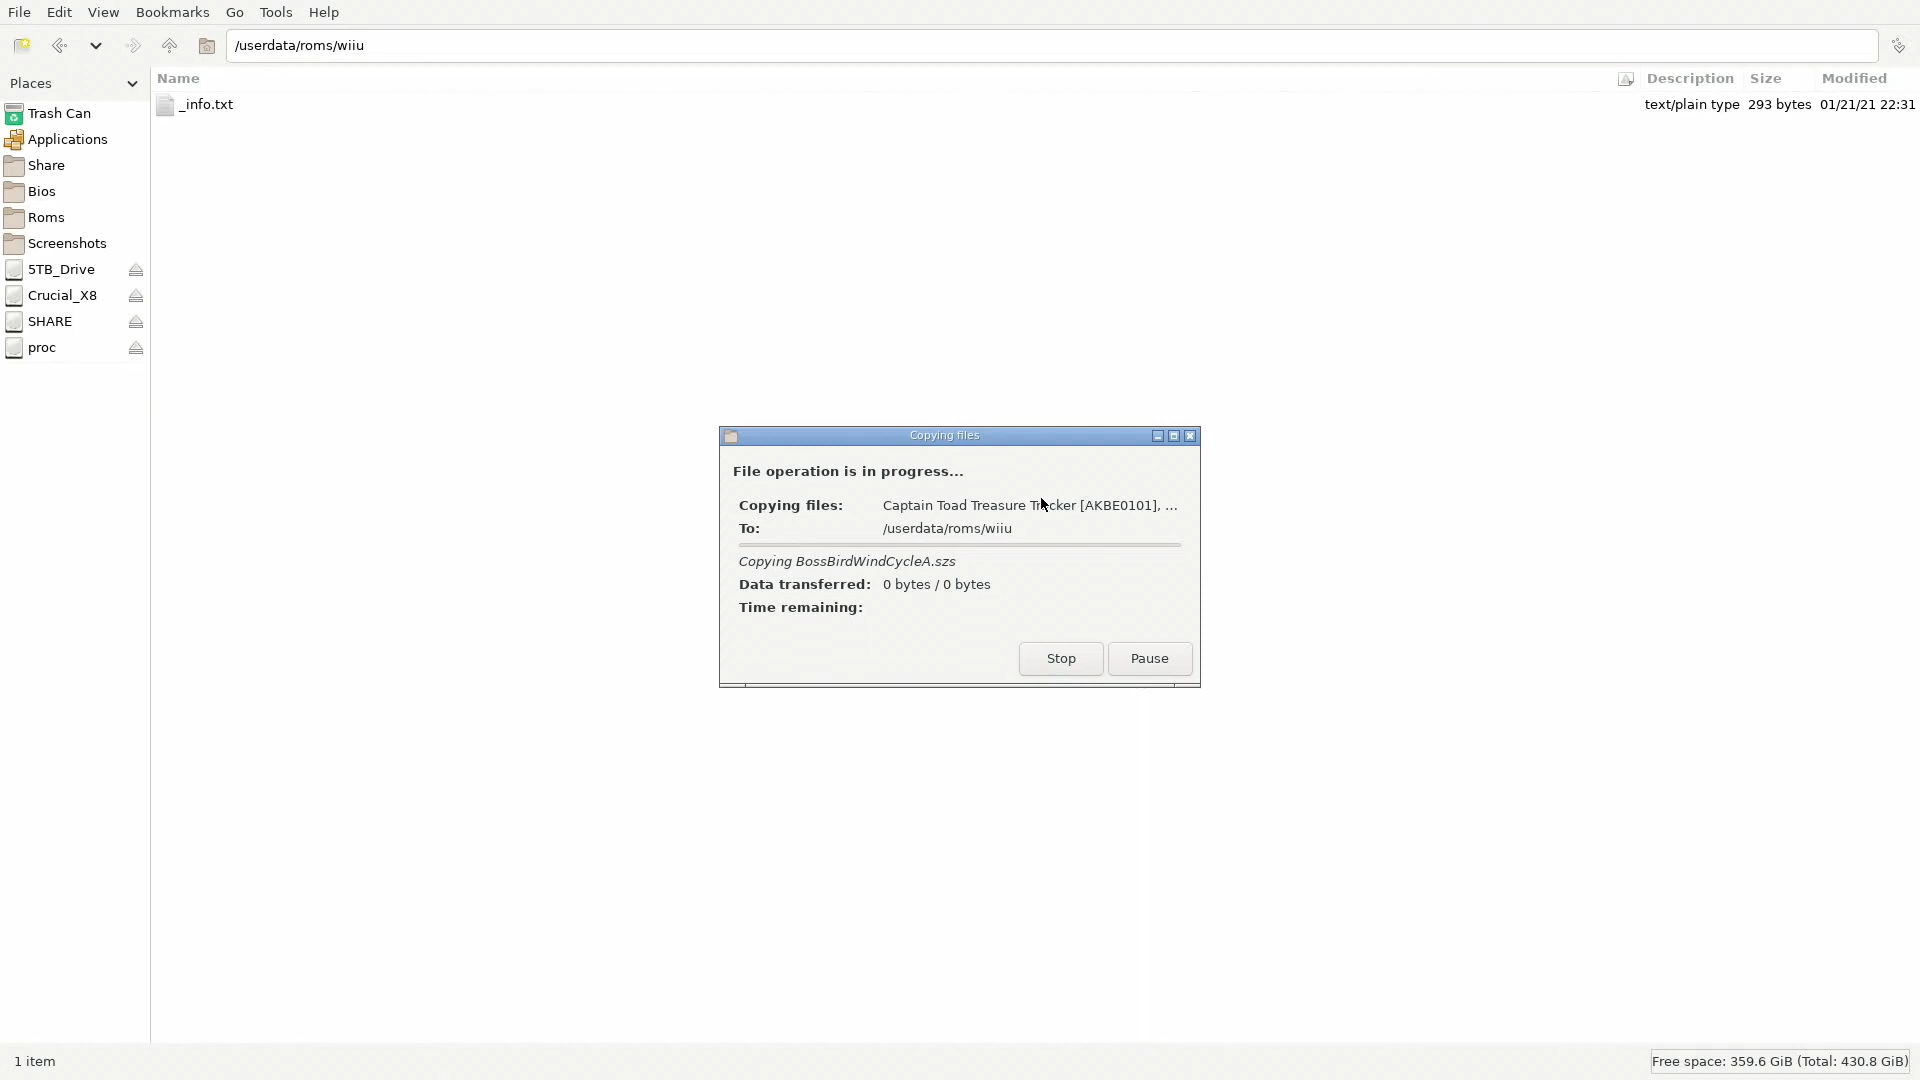 File Edit View Bookmarks Go Tools Help
/userdata/roms/wiiu
Places
Name Description Size Modified
_info.txt text/plain type 293 bytes 01/21/21 22:31
Trash Can
Applications
Share
Bios
Roms
Screenshots
5TB_Drive
Crucial_X8
SHARE
proc
Copying files
File operation is in progress...
Copying files: Captain Toad Treasure Tracker [AKBE0101], ...
To: /userdata/roms/wiiu
Copying BossBirdWindCycleA.szs
Data transferred: 0 bytes / 0 bytes
Time remaining:
Stop Pause
1 item
Free space: 359.6 GiB (Total: 430.8 GiB)